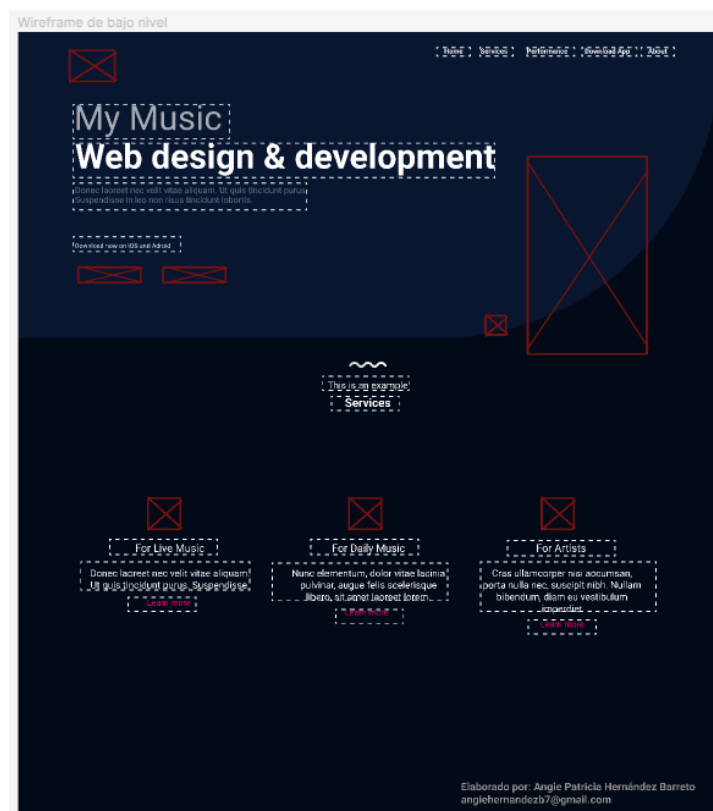 Wireframe de bajo nivel
Home Services Performance Download App About
My Music
Web design & development
Donec laoreet nec velit vitae aliquam. Ut quis tincidunt purus.
Suspendisse in leo non risus tincidunt lobortis.
Download now on IOS and Adroid
This is an example
Services
For Live Music
Donec laoreet nec velit vitae aliquam.
Ut quis tincidunt purus. Suspendisse
Learn more
For Daily Music
Nunc elementum, dolor vitae lacinia
pulvinar, augue felis scelerisque
libero, sit amet laoreet lorem
Learn more
For Artists
Cras ullamcorper nisi accumsan,
porta nulla nec, suscipit nibh. Nullam
bibendum, diam eu vestibulum
imperdiet
Learn more
Elaborado por: Angie Patricia Hernández Barreto
angiehernandezb7@gmail.com